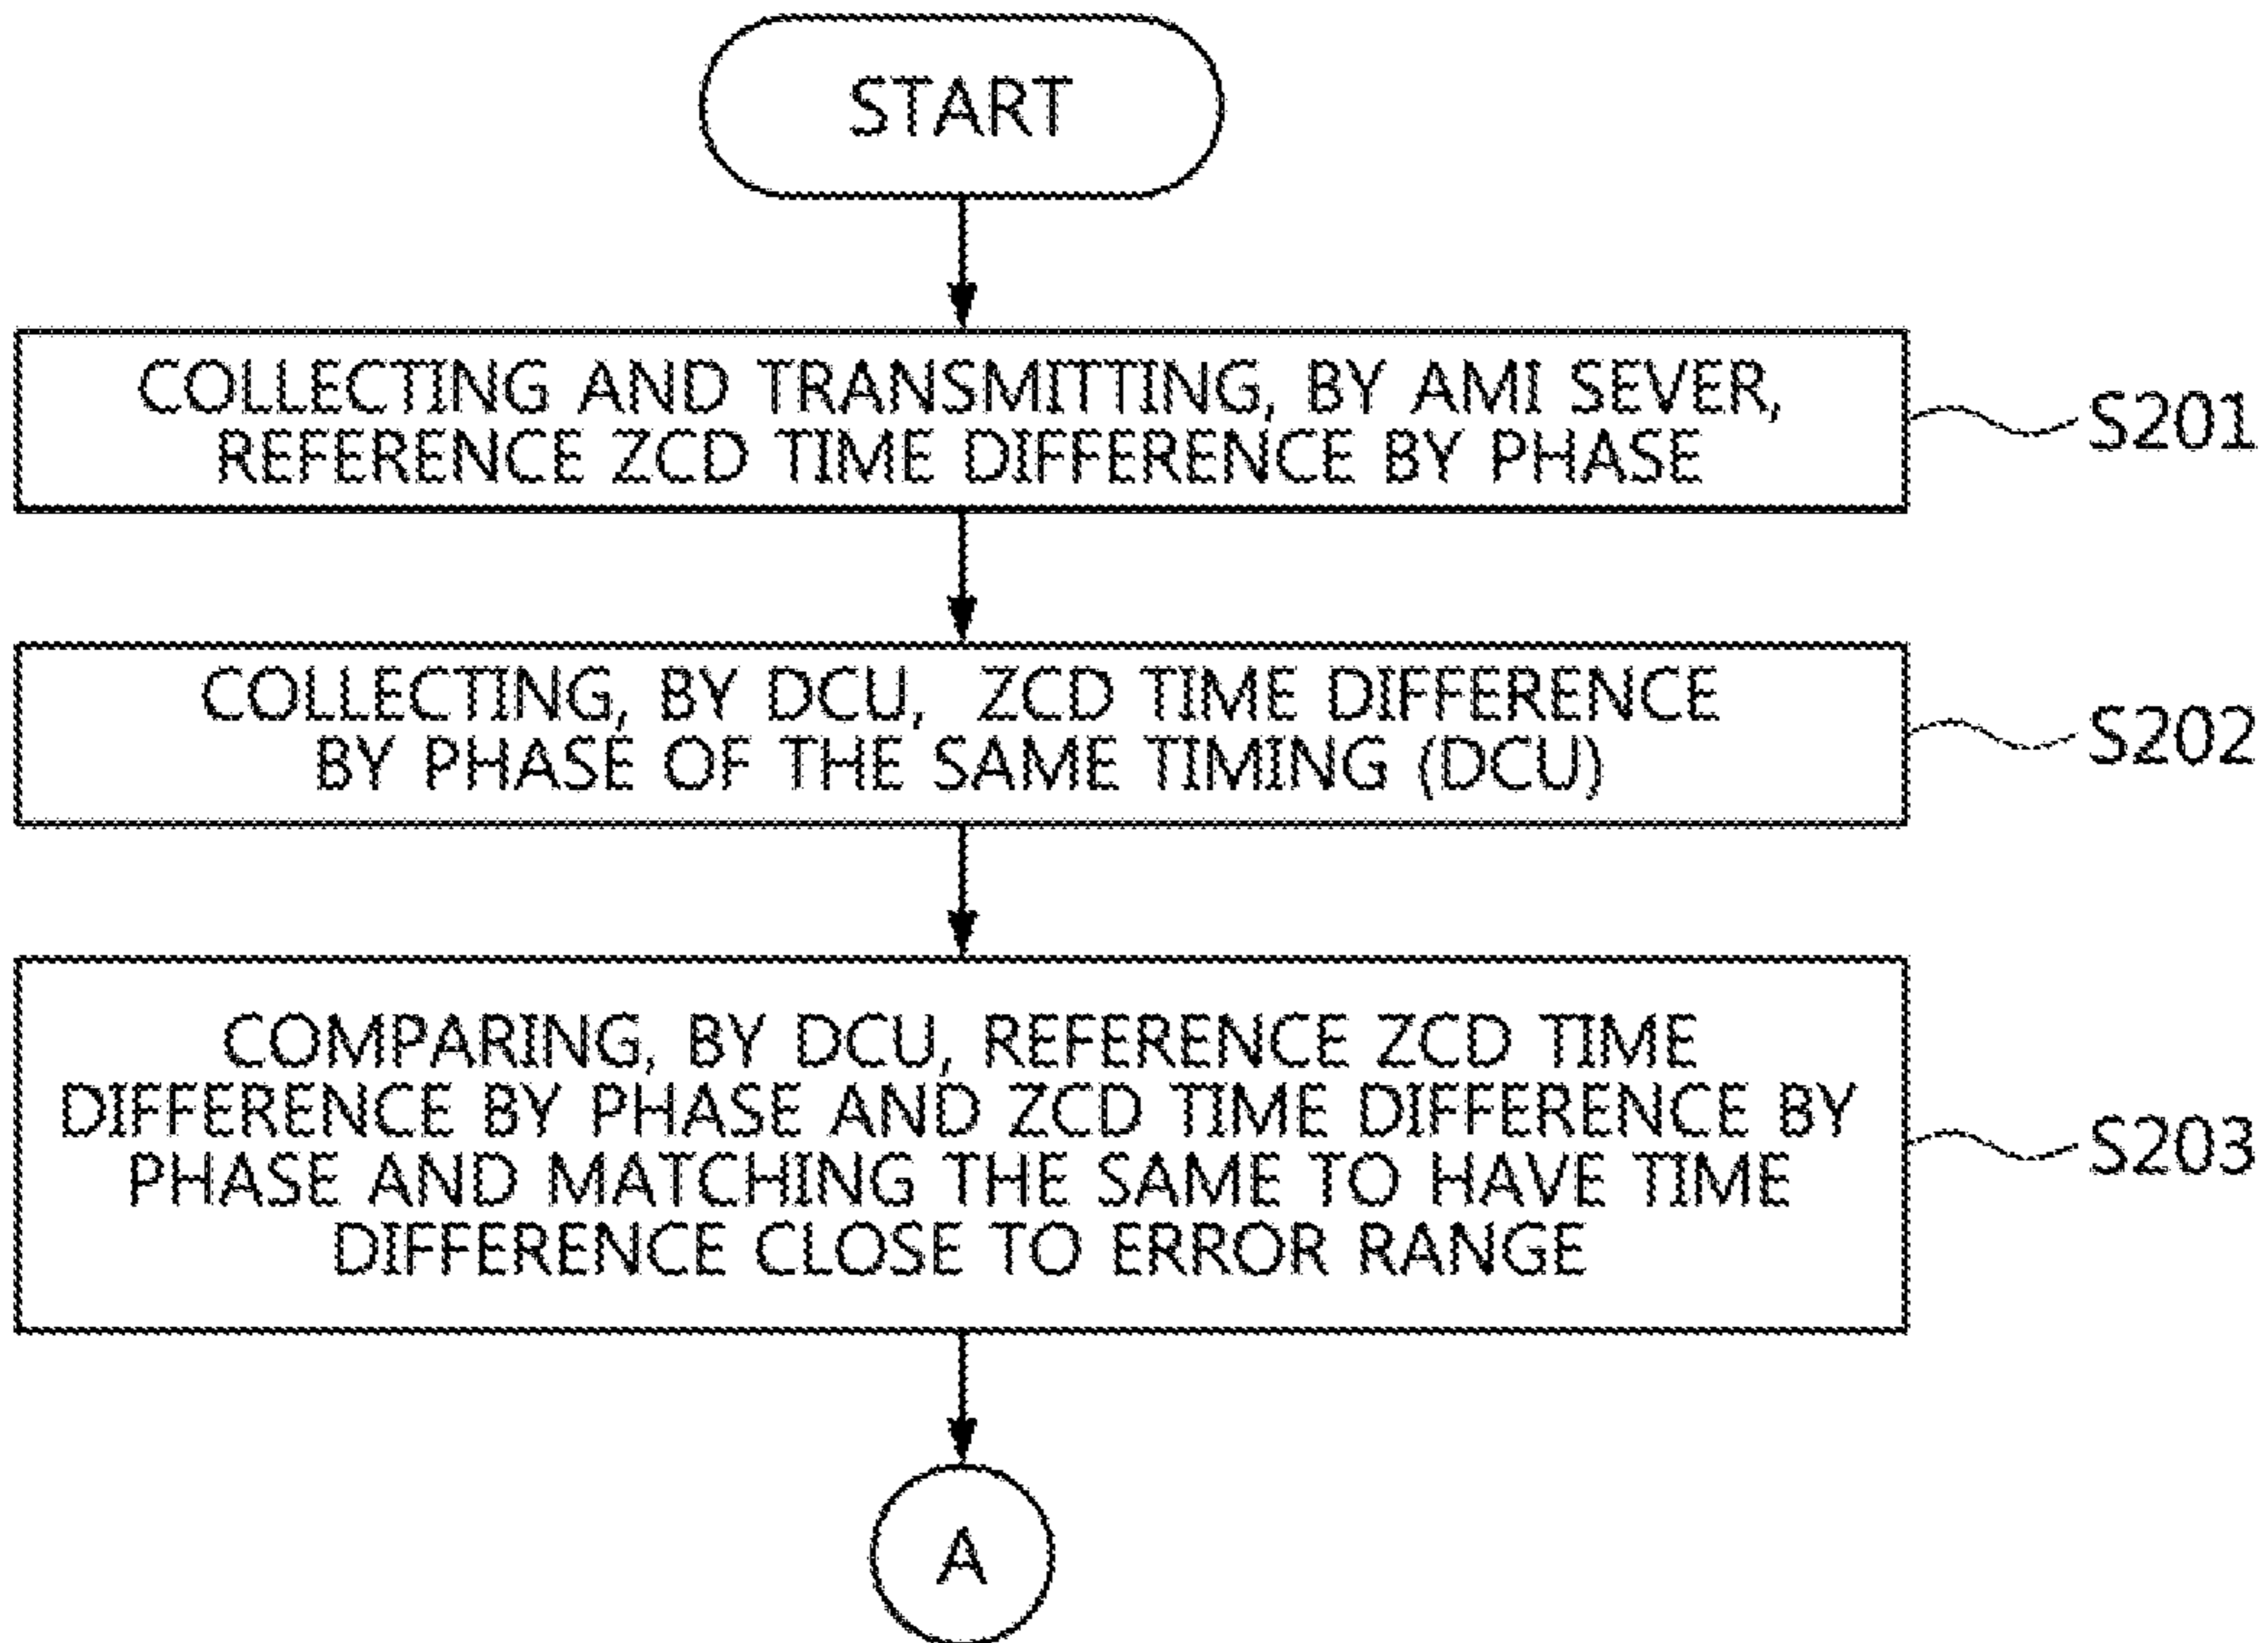 START
COLLECTING AND TRANSMITTING, BY AMI SEVER,
REFERENCE ZCD TIME DIFFERENCE BY PHASE
S201
COLLECTING, BY DCU, ZCD TIME DIFFERENCE
BY PHASE OF THE SAME TIMING (DCU)
S202
COMPARING, BY DCU, REFERENCE ZCD TIME
DIFFERENCE BY PHASE AND ZCD TIME DIFFERENCE BY
PHASE AND MATCHING THE SAME TO HAVE TIME
DIFFERENCE CLOSE TO ERROR RANGE
S203
A